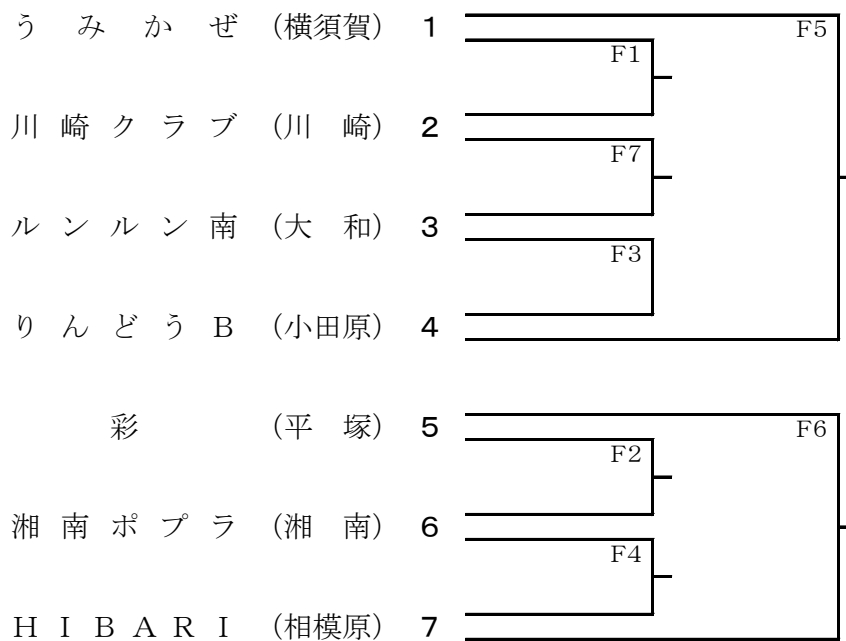 うみかぜ (横須賀) 1
F5
F1
川崎クラブ (川崎) 2
F7
ルンルン南 (大和) 3
F3
りんどうB (小田原) 4
彩 (平塚) 5
F6
F2
湘南ポプラ (湘南) 6
F4
HIBARI (相模原) 7